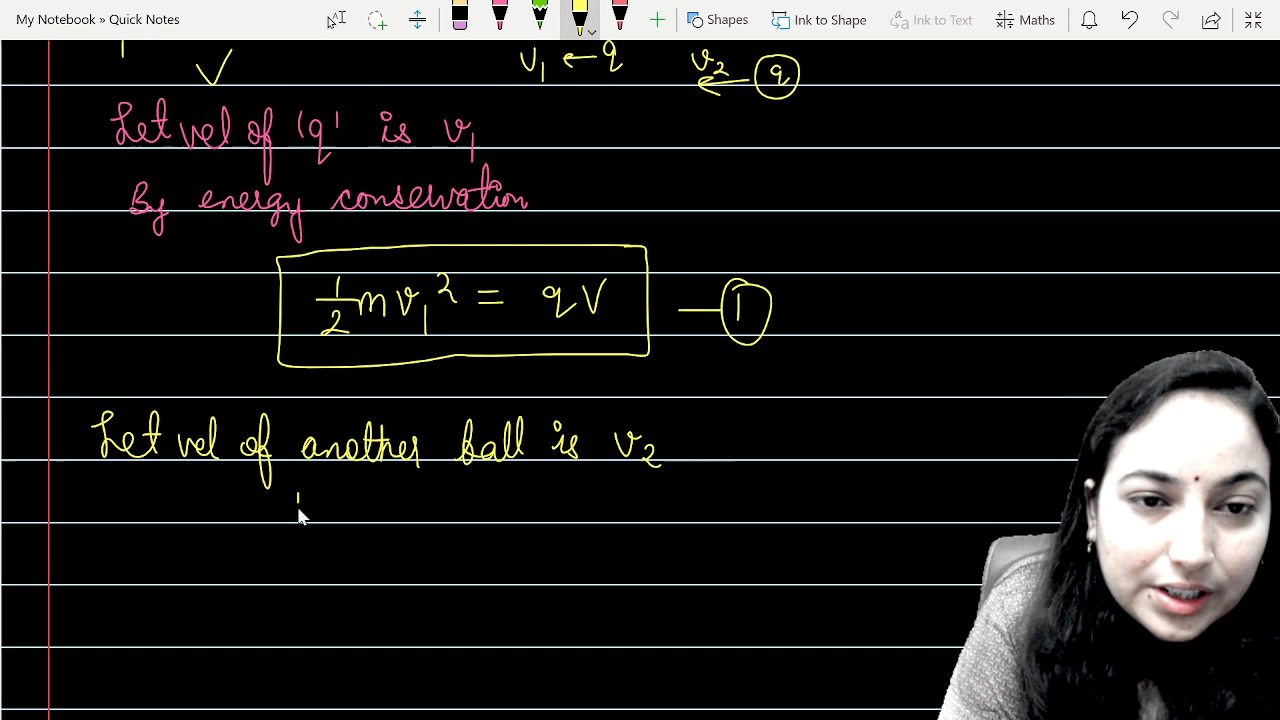 My Notebook » Quick Notes
Shapes
Ink to Shape
Ink to Text
Maths
V
v₁ ← q
v₂
q
Let vel of 'q' is v₁
By energy conservation
½mv₁² = qV — ①
Let vel of another ball is v₂